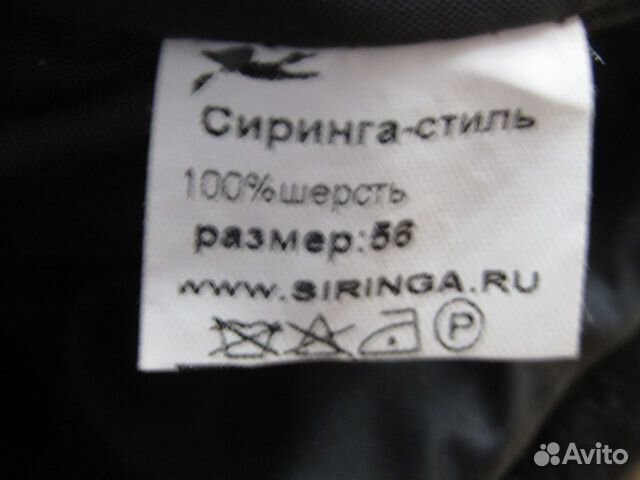 Сиринга-стиль
100%шерсть
размер:56
WWW.SIRINGA.RU
P
Avito